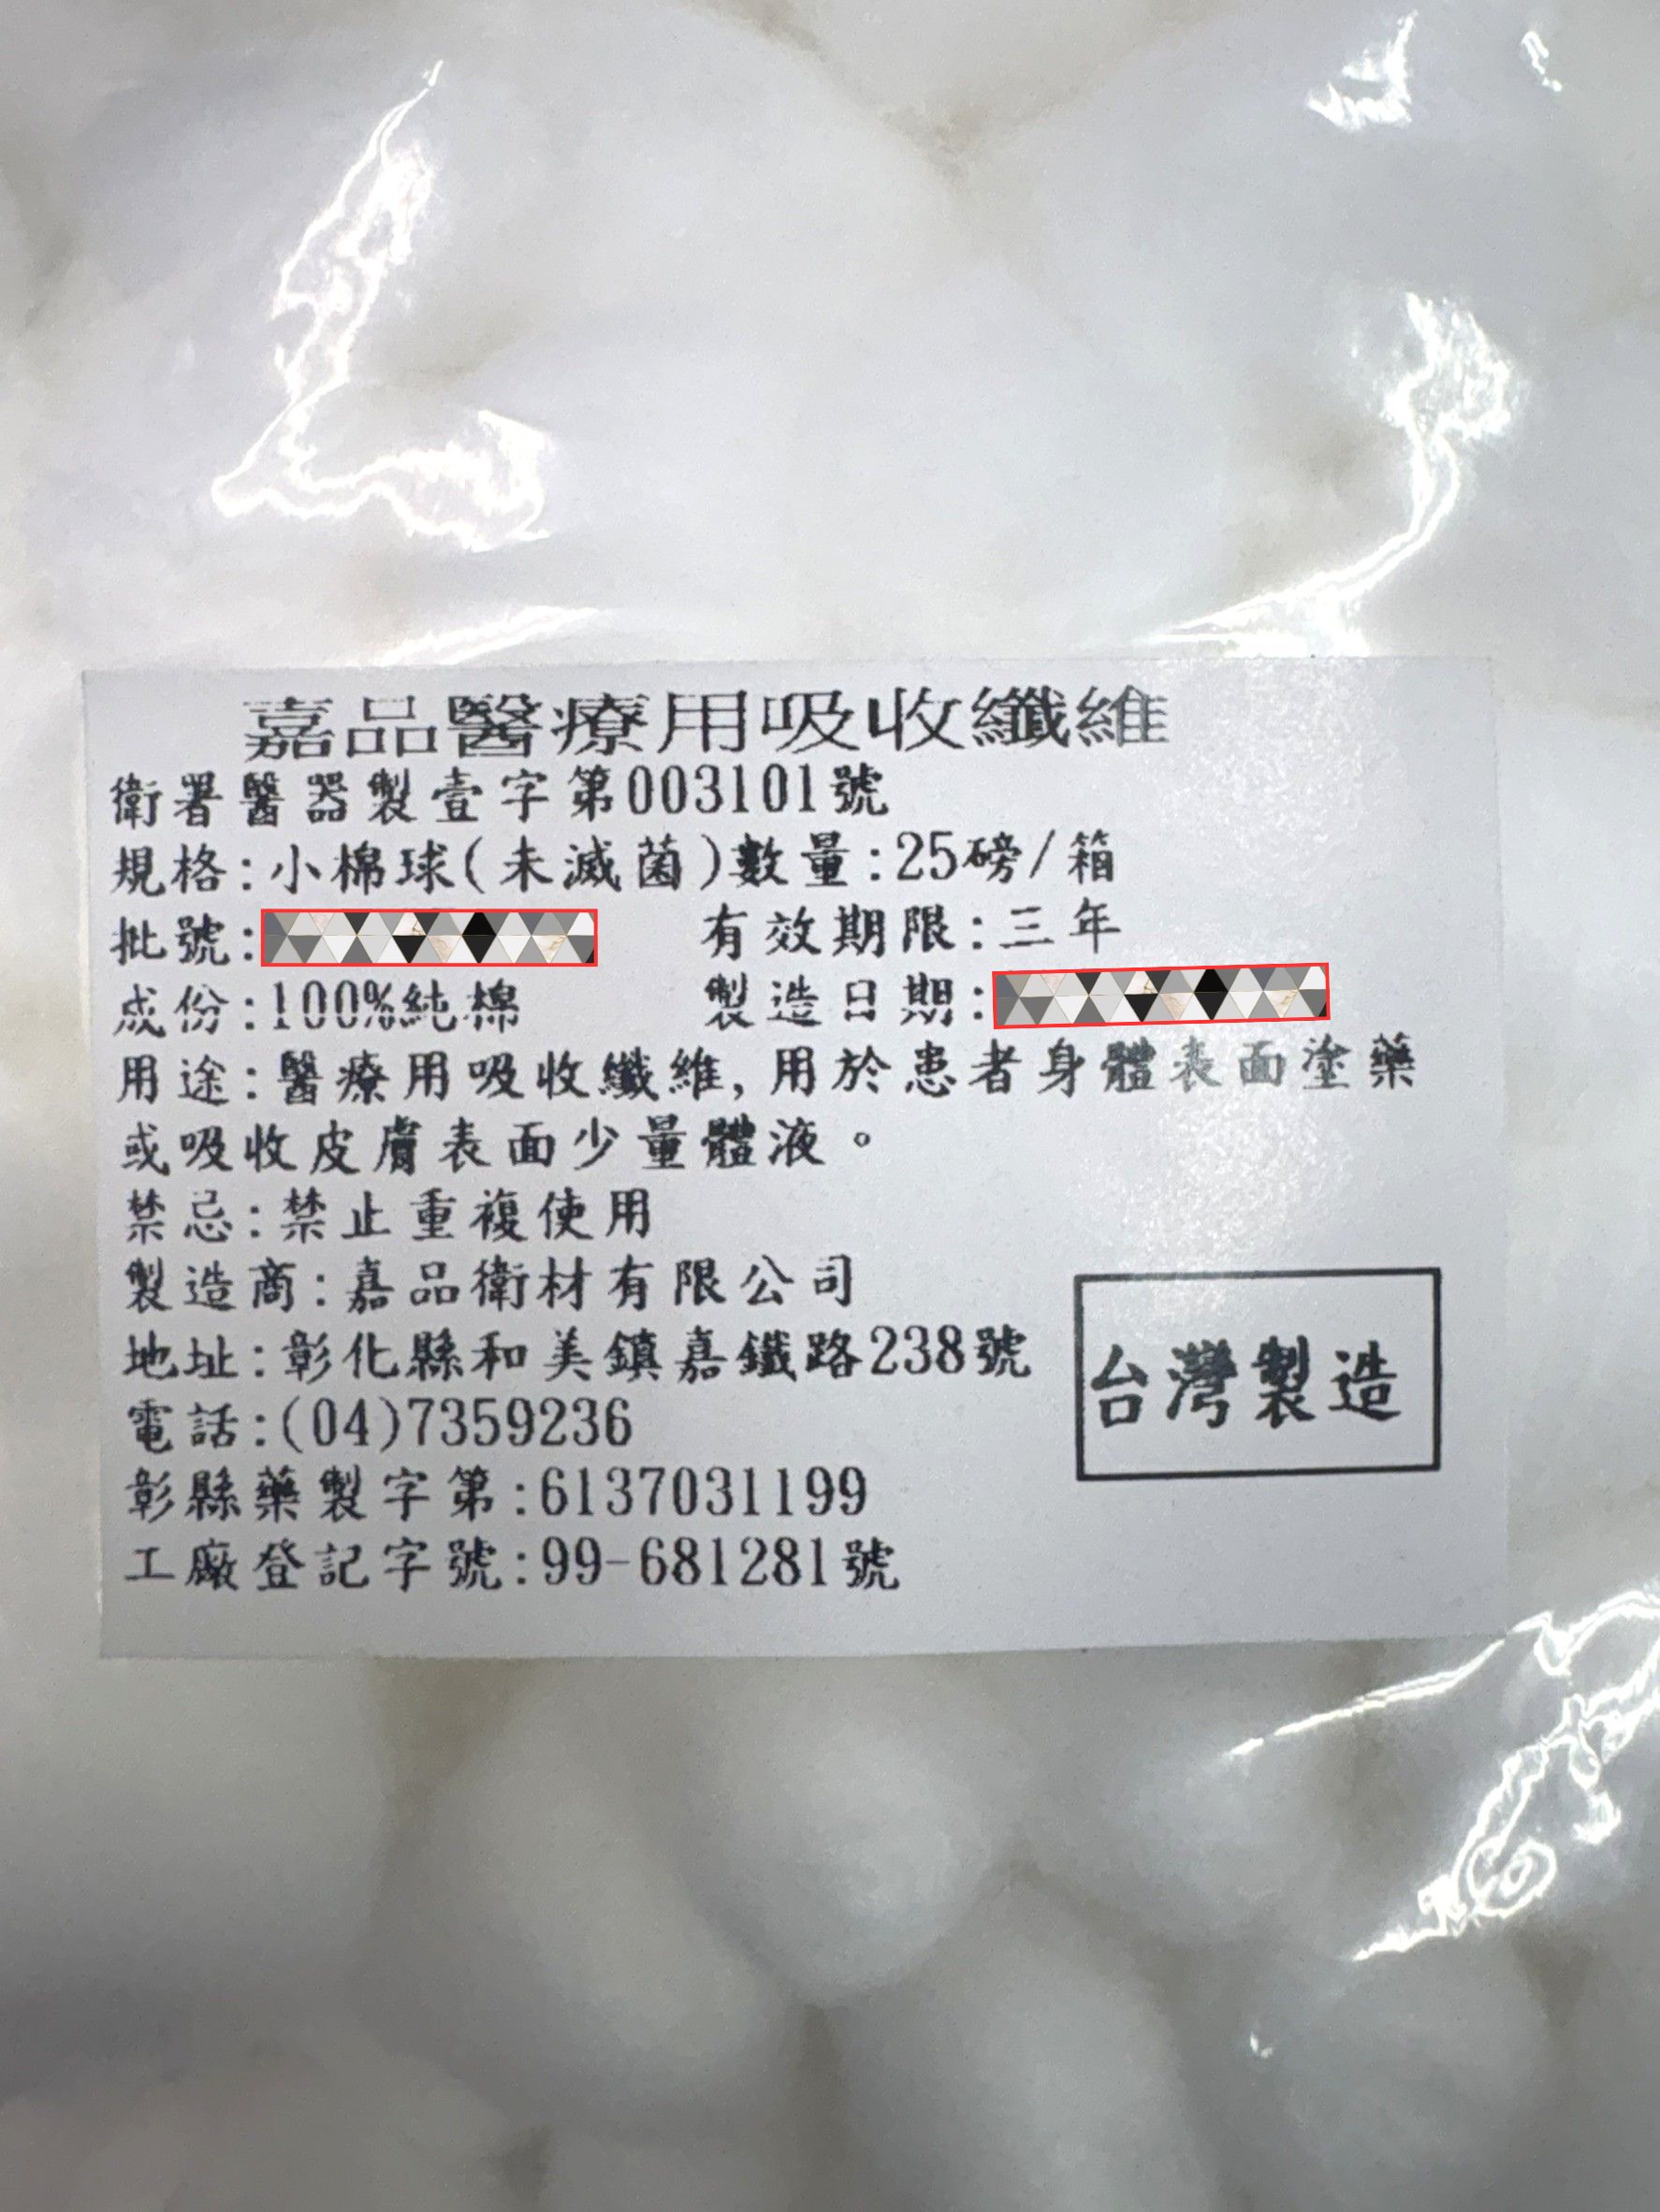 嘉品醫療用吸收纖維
衛署醫器製壹字第003101號
規格:小棉球(未滅菌)數量:25磅/箱
批號: 有效期限:三年
成份:100%純棉 製造日期:
用途:醫療用吸收纖維,用於患者身體表面塗藥
或吸收皮膚表面少量體液。
禁忌:禁止重複使用
製造商:嘉品衛材有限公司
地址:彰化縣和美鎮嘉鐵路238號
電話:(04)7359236
彰縣藥製字第:6137031199
工廠登記字號:99-681281號
台灣製造